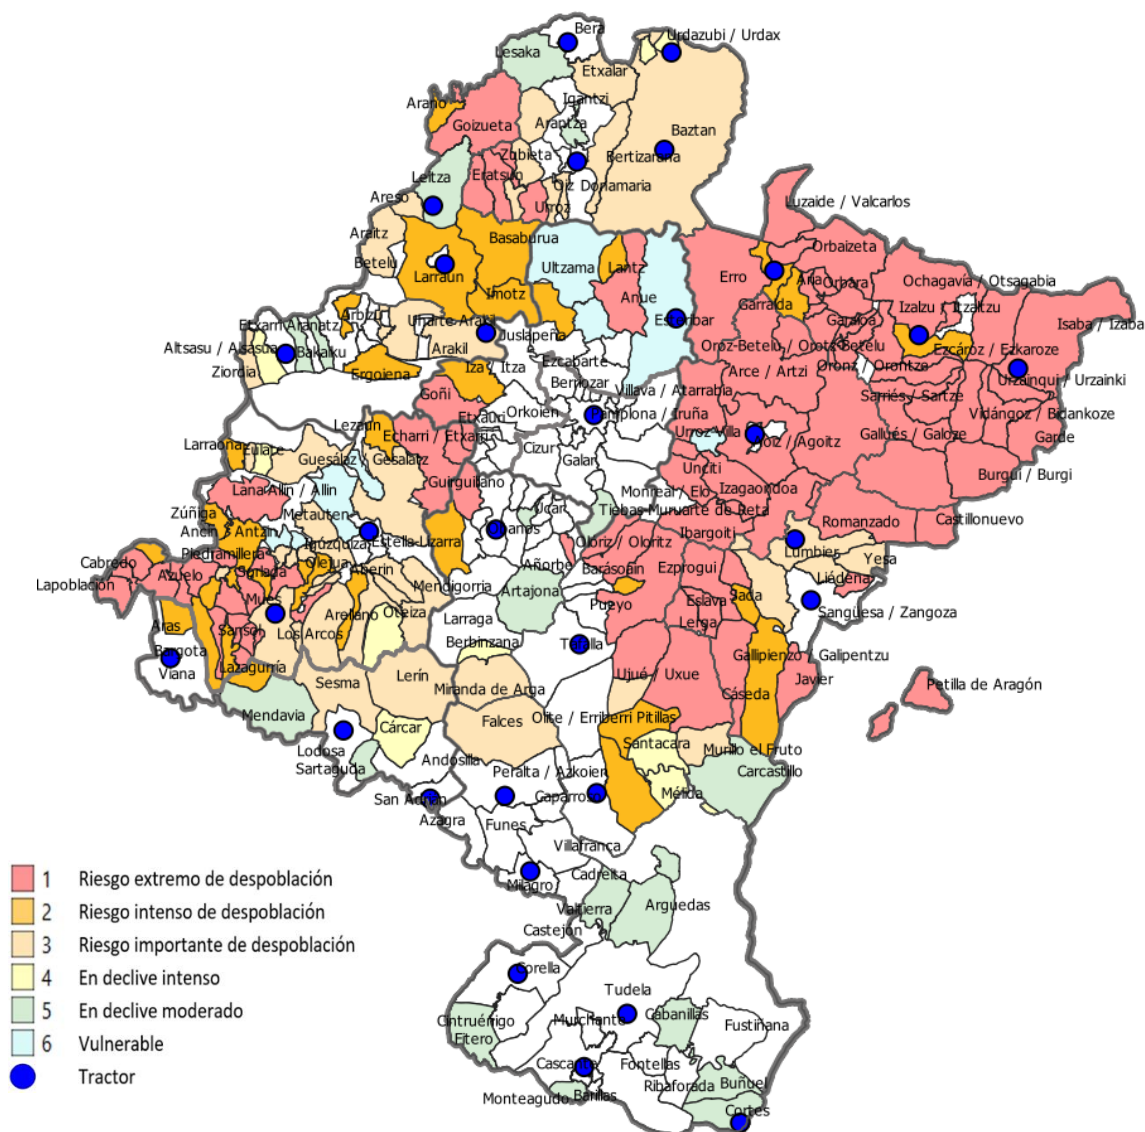 Bera
Urdazubi / Urdax
Lesaka
Etxalar
Igantzi
Arano
Goizueta
Arantza
Baztan
Zubieta
Bertizarana
Leitza
Eratsun
Oiz Donamaria
Areso
Urroz
Luzaide / Valcarlos
Araitz
Basaburua
Orbaizeta
Betelu
Larraun
Ultzama
Lantz
Erro
Aria
Orbara
Ochagavía / Otsagabia
Imotz
Anue
Garralda
Izalzu / Itzaltzu
Arbizu
Uharte Arakil
Esteribar
Garaioa
Isaba / Izaba
Etxarri Aranatz
Juslapeña
Altsasu / Alsasua
Bakaiku
Arakil
Ezcabarte
Oroz-Betelu / Orotz-Betelu
Ezcároz / Ezkaroze
Ziordia
Ergoiena
Iza / Itza
Berriozar
Arce / Artzi
Oronz / Orontze
Urzainqui / Urzainki
Goñi
Villava / Atarrabia
Sarriés / Sartze
Etxauri
Orkoien
Pamplona / Iruña
Vidángoz / Bidankoze
Lezaun
Echarri / Etxarri
Urroz-Villa
Aoiz / Agoitz
Gallués / Galoze
Garde
Larraona
Eulate
Guesálaz / Gesalatz
Cizur
Galar
Unciti
Burgui / Burgi
Lana
Allín / Allin
Guirguillano
Monreal / Elo
Izagaondoa
Zúñiga
Metauten
Ucar
Tiebas-Muruarte de Reta
Romanzado
Castillonuevo
Ancín / Antzin
Igúzquiza
Estella-Lizarra
Obanos
Oloriz / Oloritz
Ibargoiti
Lumbier
Cabredo
Piedramillera
Olejua
Aberin
Añorbe
Barásoain
Ezprogui
Yesa
Lapoblación
Azuelo
Sorlada
Mendigorria
Artajona
Liédena
Mues
Arellano
Oteiza
Pueyo
Eslava
Sada
Sangüesa / Zangoza
Aras
Sansol
Los Arcos
Larraga
Lerga
Bargota
Berbinzana
Tafalla
Gallipienzo / Galipentzu
Viana
Lazagurría
Sesma
Lerín
Ujué / Uxue
Javier
Petilla de Aragón
Mendavia
Miranda de Arga
Cáseda
Cárcar
Falces
Olite / Erriberri
Pitillas
Lodosa
Santacara
Murillo el Fruto
Sartaguda
Andosilla
Peralta / Azkoien
Carcastillo
San Adrián
Caparroso
Mélida
Azagra
Funes
Villafranca
Milagro
Cadreita
Valtierra
Arguedas
Castejón
Corella
Tudela
Cintruénigo
Murchante
Cabanillas
Fustiñana
Fitero
Cascante
Fontellas
Ribaforada
Buñuel
Monteagudo
Barillas
Cortes
1 Riesgo extremo de despoblación
2 Riesgo intenso de despoblación
3 Riesgo importante de despoblación
4 En declive intenso
5 En declive moderado
6 Vulnerable
Tractor